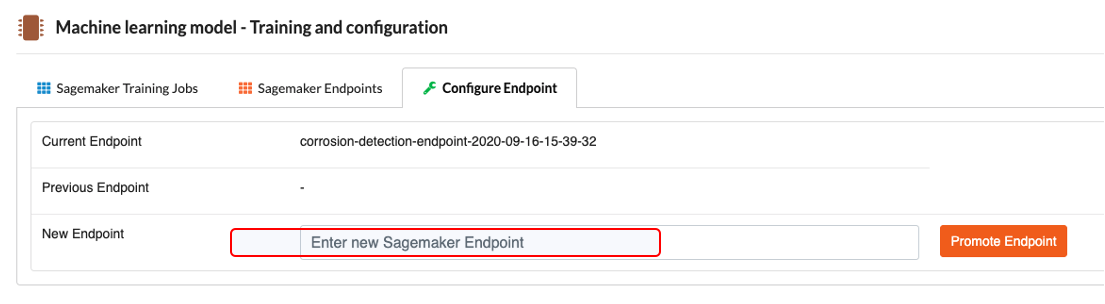 Machine learning model - Training and configuration
Sagemaker Training Jobs Sagemaker Endpoints Configure Endpoint
Current Endpoint corrosion-detection-endpoint-2020-09-16-15-39-32
Previous Endpoint -
New Endpoint Enter new Sagemaker Endpoint Promote Endpoint